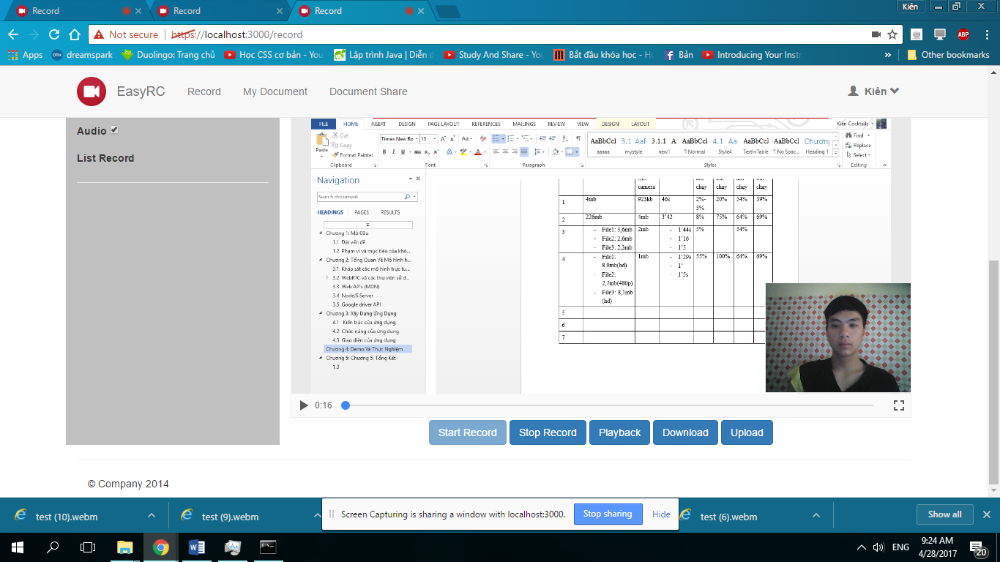 Record
Record
Record
Kiên
Not secure
https://localhost:3000/record
ABP
Apps
OTH dreamspark
Duolingo: Trang chủ
Học CSS cơ bản - You
Lập trình Java | Diễn đ
Study And Share - You
Bắt đầu khóa học - Ho
Bản
Introducing Your Inst
»
Other bookmarks
EasyRC
Record
My Document
Document Share
Kiên
Audio
List Record
FILE HOME INSERT DESIGN PAGE LAYOUT REFERENCES MAILINGS REVIEW VIEW DESIGN LAYOUT
Kiên Cocktails
Paste
Cut
Copy
Format Painter
Clipboard
Times New Ro 13
Font
Paragraph
AaBbCcI 3.1 AaF 3.1.1 A AaBbCcI 4.1 Aal AaBbCcI AaBbCcI Chương
aaaaa mystyle new1 ¶ Normal Style4 TextInTable ¶ No Spac... Heading 1
Styles
Find
Replace
Select
Editing
Navigation
Search document
HEADINGS PAGES RESULTS
Chương 1: Mở Đầu
1.1 Đặt vấn đề
1.2 Phạm vi và mục tiêu của khó...
Chương 2: Tổng Quan Về Mô hình h...
3.1 Khảo sát các mô hình trực tu...
3.2 WebRTC và các thư viện sử d...
3.3 Web APIs (MDN)
3.4 NodeJS Server
3.5 Google driver API
Chương 3: Xây Dựng Ứng Dụng
4.1 Kiến trúc của ứng dụng
4.2 Chức năng của ứng dụng
4.3 Giao diện của ứng dụng
Chương 4: Demo Và Thực Nghiệm
Chương 5: Chương 5: Tổng Kết
1.3
camera chạy chạy chạy chạy
1 4mb 923kb 46s 2%-5% 20% 54% 59%
2 226mb 4mb 3'42 8% 75% 64% 69%
3 - File1: 3,6mb 2mb - 1'44s 5% 54%
- File2: 2,6mb - 1'16
- File3: 2,3mb - 1'5
4 - File1: 8,9mb(hd) 1mb - 1'29s 55% 100% 64% 69%
- File2: 2,7mb(480p) - 1'
- File3: 8,1mb (hd) - 1'5s
5
6
7
0:16
Start Record
Stop Record
Playback
Download
Upload
© Company 2014
test (10).webm
test (9).webm
Screen Capturing is sharing a window with localhost:3000.
Stop sharing
Hide
test (6).webm
Show all
ENG
9:24 AM
4/28/2017
20